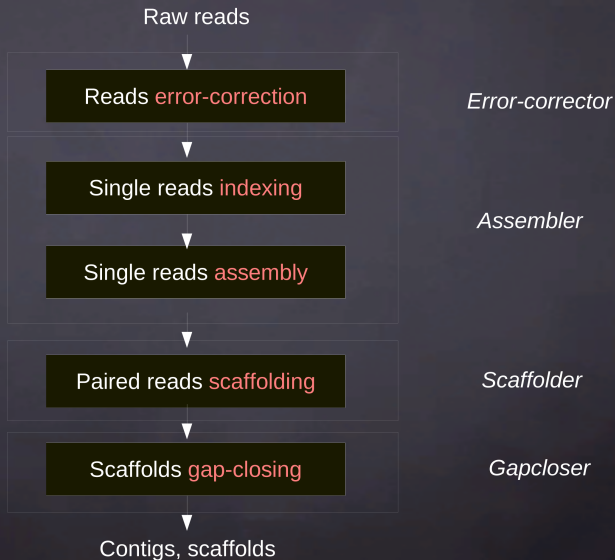 Raw reads
Reads error-correction
Error-corrector
Single reads indexing
Assembler
Single reads assembly
Paired reads scaffolding
Scaffolder
Scaffolds gap-closing
Gapcloser
Contigs, scaffolds